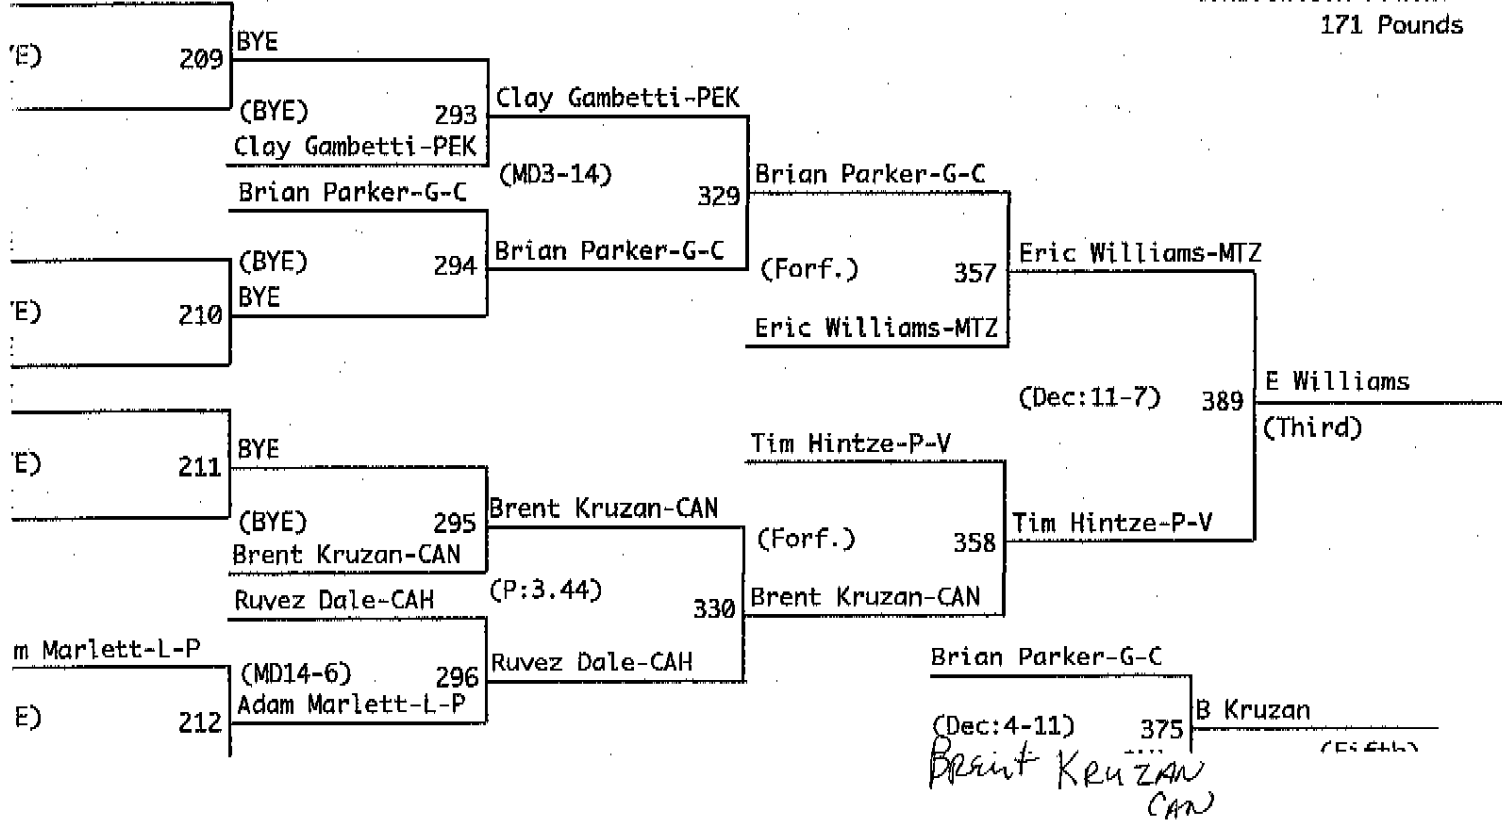 171 Pounds
BYE
E) 209
(BYE) 293
Clay Gambetti-PEK
Clay Gambetti-PEK
(MD3-14)
Brian Parker-G-C
329
Brian Parker-G-C
Brian Parker-G-C
(BYE) 294
BYE
E) 210
(Forf.) 357
Eric Williams-MTZ
Eric Williams-MTZ
(Dec:11-7) 389
E Williams
(Third)
BYE
E) 211
(BYE) 295
Brent Kruzan-CAN
Brent Kruzan-CAN
Tim Hintze-P-V
(Forf.) 358
Tim Hintze-P-V
Ruvez Dale-CAH
(P:3.44) 330
Brent Kruzan-CAN
m Marlett-L-P
(MD14-6) 296
Ruvez Dale-CAH
Adam Marlett-L-P
E) 212
Brian Parker-G-C
(Dec:4-11) 375
B Kruzan
(Fifth)
Brent KRUZAN
CAN